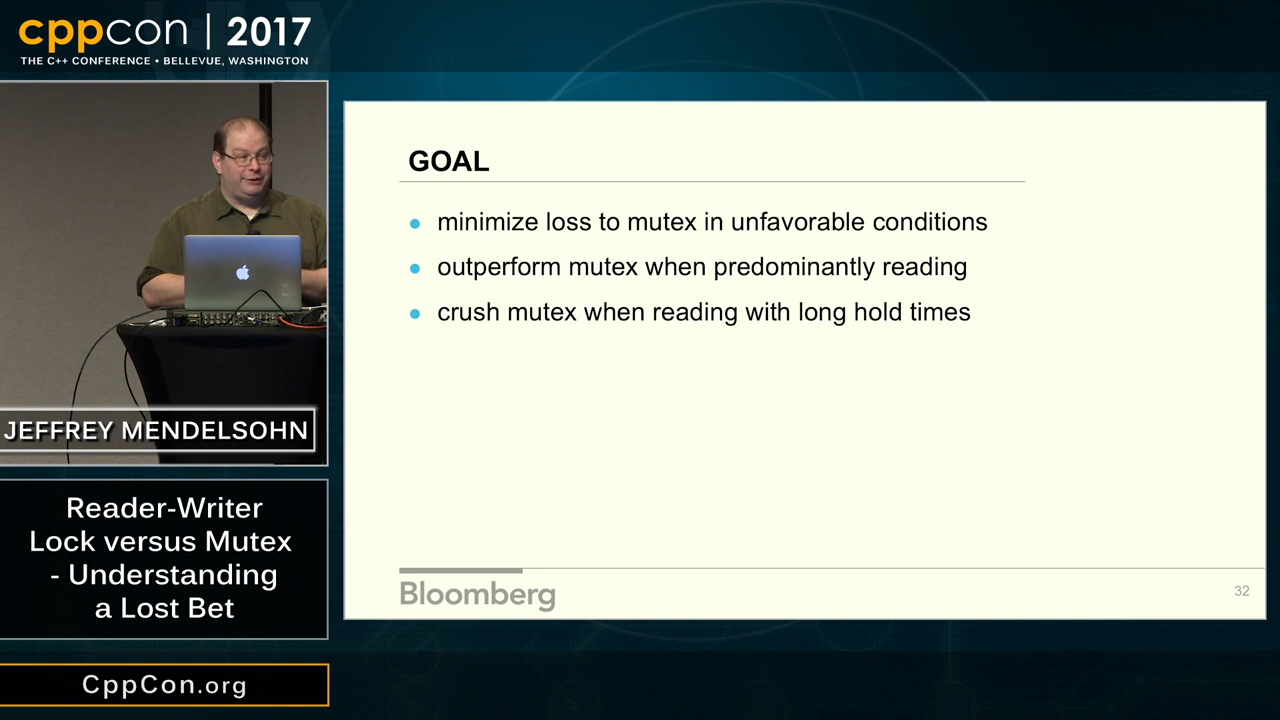 cppcon | 2017
THE C++ CONFERENCE • BELLEVUE, WASHINGTON
JEFFREY MENDELSOHN
Reader-Writer
Lock versus Mutex
- Understanding
a Lost Bet
CppCon.org
GOAL
minimize loss to mutex in unfavorable conditions
outperform mutex when predominantly reading
crush mutex when reading with long hold times
Bloomberg
32